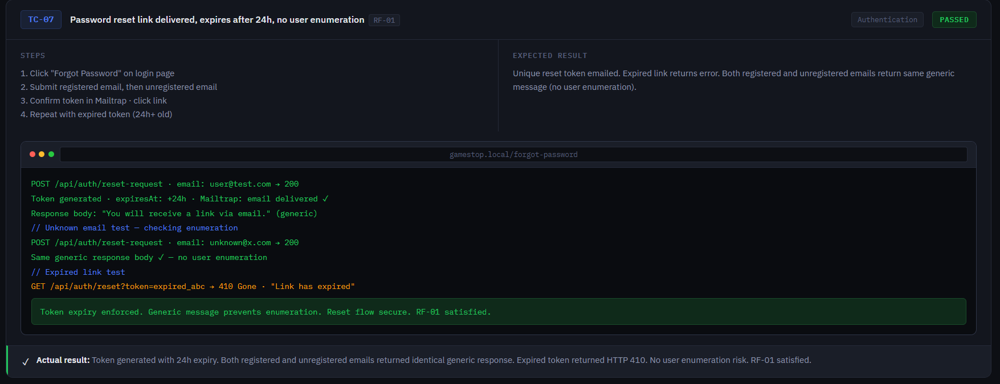 TC-07 Password reset link delivered, expires after 24h, no user enumeration RF-01 Authentication PASSED
STEPS
1. Click "Forgot Password" on login page
2. Submit registered email, then unregistered email
3. Confirm token in Mailtrap · click link
4. Repeat with expired token (24h+ old)
EXPECTED RESULT
Unique reset token emailed. Expired link returns error. Both registered and unregistered emails return same generic
message (no user enumeration).
gamestop.local/forgot-password
POST /api/auth/reset-request · email: user@test.com → 200
Token generated · expiresAt: +24h · Mailtrap: email delivered ✓
Response body: "You will receive a link via email." (generic)
// Unknown email test — checking enumeration
POST /api/auth/reset-request · email: unknown@x.com → 200
Same generic response body ✓ — no user enumeration
// Expired link test
GET /api/auth/reset?token=expired_abc → 410 Gone · "Link has expired"
Token expiry enforced. Generic message prevents enumeration. Reset flow secure. RF-01 satisfied.
✓ Actual result: Token generated with 24h expiry. Both registered and unregistered emails returned identical generic response. Expired token returned HTTP 410. No user enumeration risk. RF-01 satisfied.